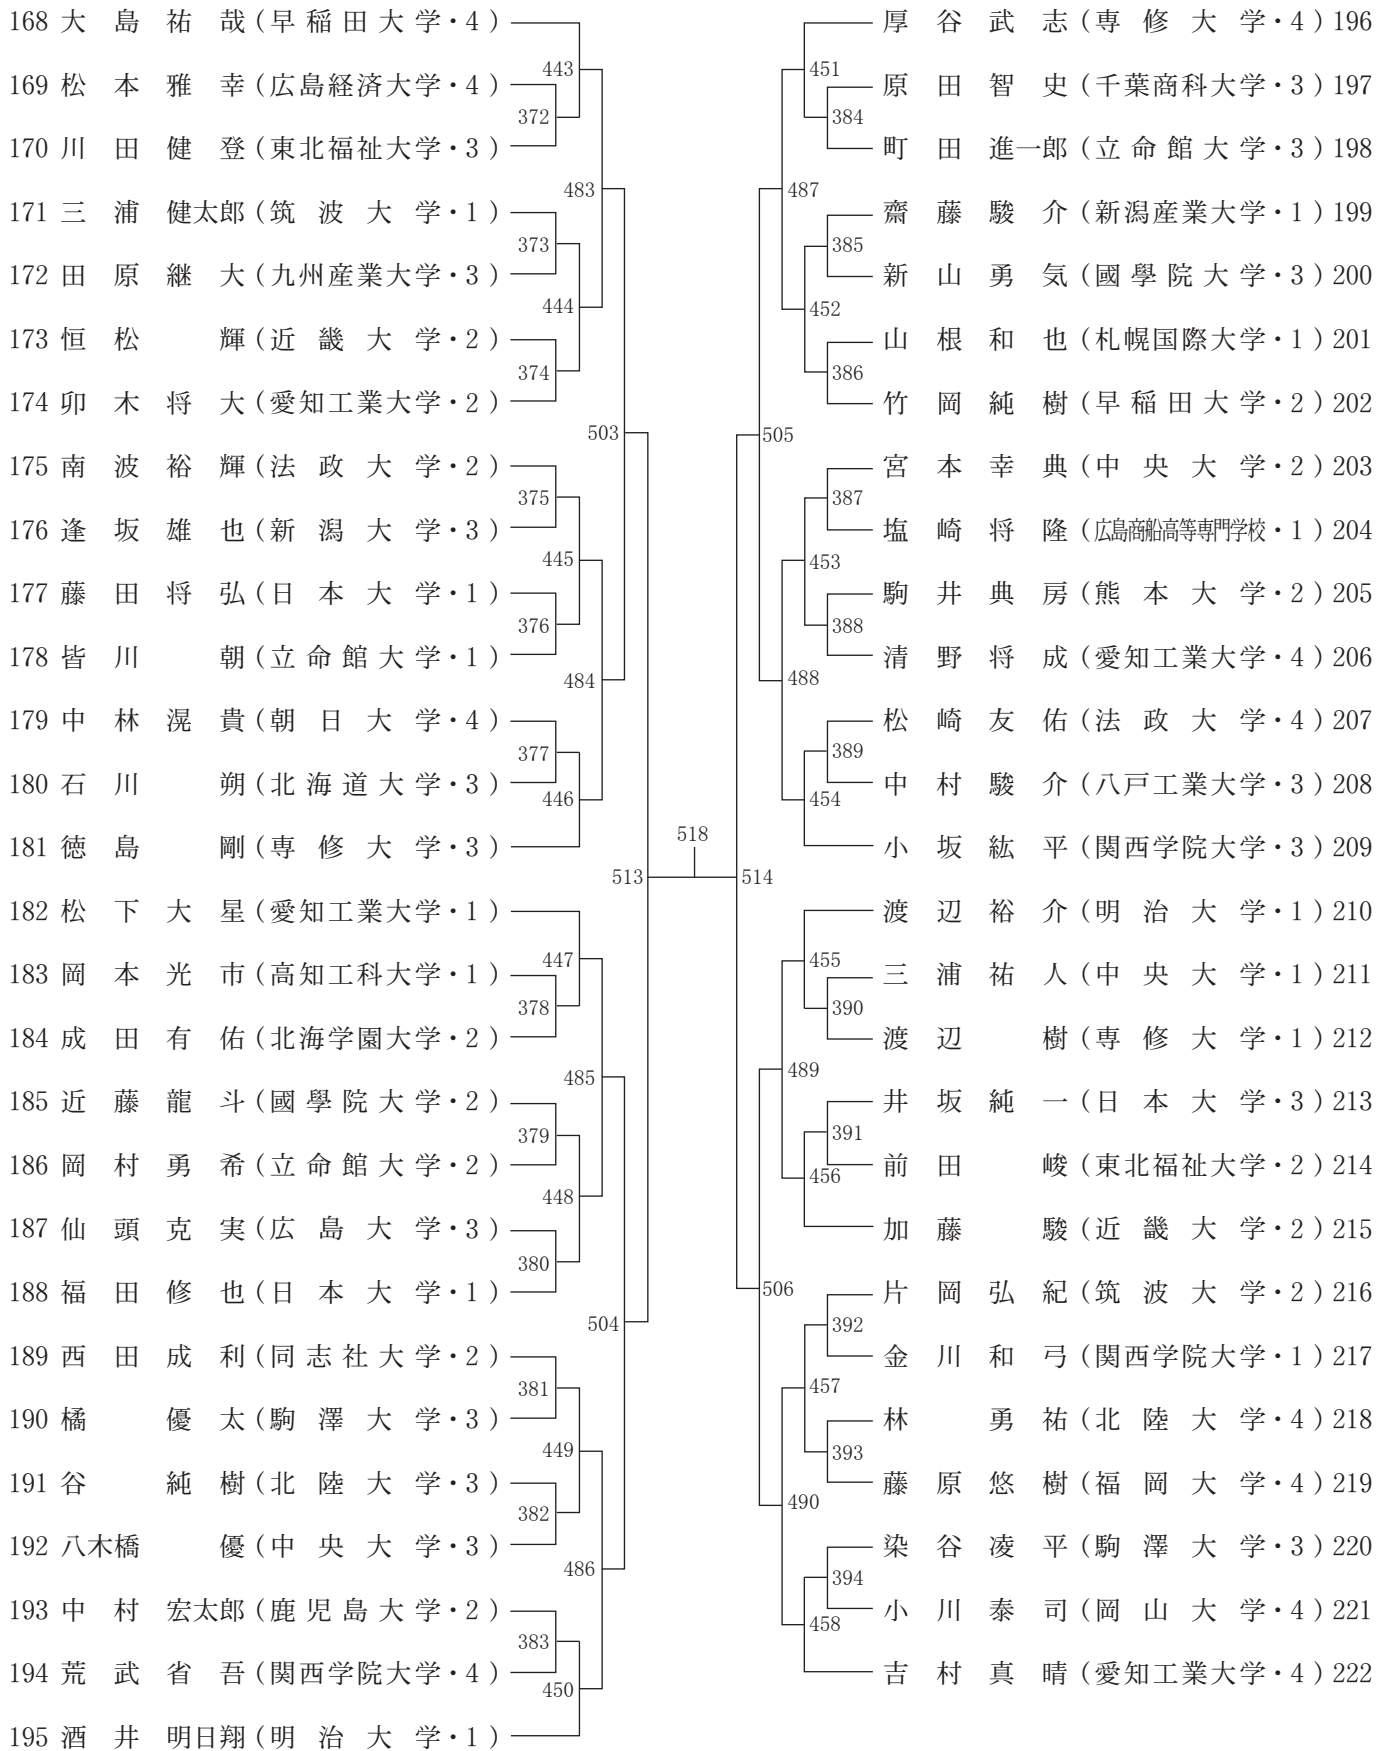 168 大島祐哉(早稲田大学・4)
443
169 松本雅幸(広島経済大学・4)
372
170 川田健登(東北福祉大学・3)
483
171 三浦健太郎(筑波大学・1)
373
172 田原継大(九州産業大学・3)
444
173 恒松輝(近畿大学・2)
374
174 卯木将大(愛知工業大学・2)
503
175 南波裕輝(法政大学・2)
375
176 逢坂雄也(新潟大学・3)
445
177 藤田将弘(日本大学・1)
376
178 皆川朝(立命館大学・1)
484
179 中林滉貴(朝日大学・4)
377
180 石川朔(北海道大学・3)
446
181 徳島剛(専修大学・3)
513
182 松下大星(愛知工業大学・1)
447
183 岡本光市(高知工科大学・1)
378
184 成田有佑(北海学園大学・2)
485
185 近藤龍斗(國學院大学・2)
379
186 岡村勇希(立命館大学・2)
448
187 仙頭克実(広島大学・3)
380
188 福田修也(日本大学・1)
504
189 西田成利(同志社大学・2)
381
190 橘優太(駒澤大学・3)
449
191 谷純樹(北陸大学・3)
382
192 八木橋優(中央大学・3)
486
193 中村宏太郎(鹿児島大学・2)
383
194 荒武省吾(関西学院大学・4)
450
195 酒井明日翔(明治大学・1)
518
厚谷武志(専修大学・4)196
451
原田智史(千葉商科大学・3)197
384
町田進一郎(立命館大学・3)198
487
齋藤駿介(新潟産業大学・1)199
385
新山勇気(國學院大学・3)200
452
山根和也(札幌国際大学・1)201
386
竹岡純樹(早稲田大学・2)202
505
宮本幸典(中央大学・2)203
387
塩崎将隆(広島商船高等専門学校・1)204
453
駒井典房(熊本大学・2)205
388
清野将成(愛知工業大学・4)206
488
松崎友佑(法政大学・4)207
389
中村駿介(八戸工業大学・3)208
454
小坂紘平(関西学院大学・3)209
514
渡辺裕介(明治大学・1)210
455
三浦祐人(中央大学・1)211
390
渡辺樹(専修大学・1)212
489
井坂純一(日本大学・3)213
391
前田峻(東北福祉大学・2)214
456
加藤駿(近畿大学・2)215
506
片岡弘紀(筑波大学・2)216
392
金川和弓(関西学院大学・1)217
457
林勇祐(北陸大学・4)218
393
藤原悠樹(福岡大学・4)219
490
染谷凌平(駒澤大学・3)220
394
小川泰司(岡山大学・4)221
458
吉村真晴(愛知工業大学・4)222